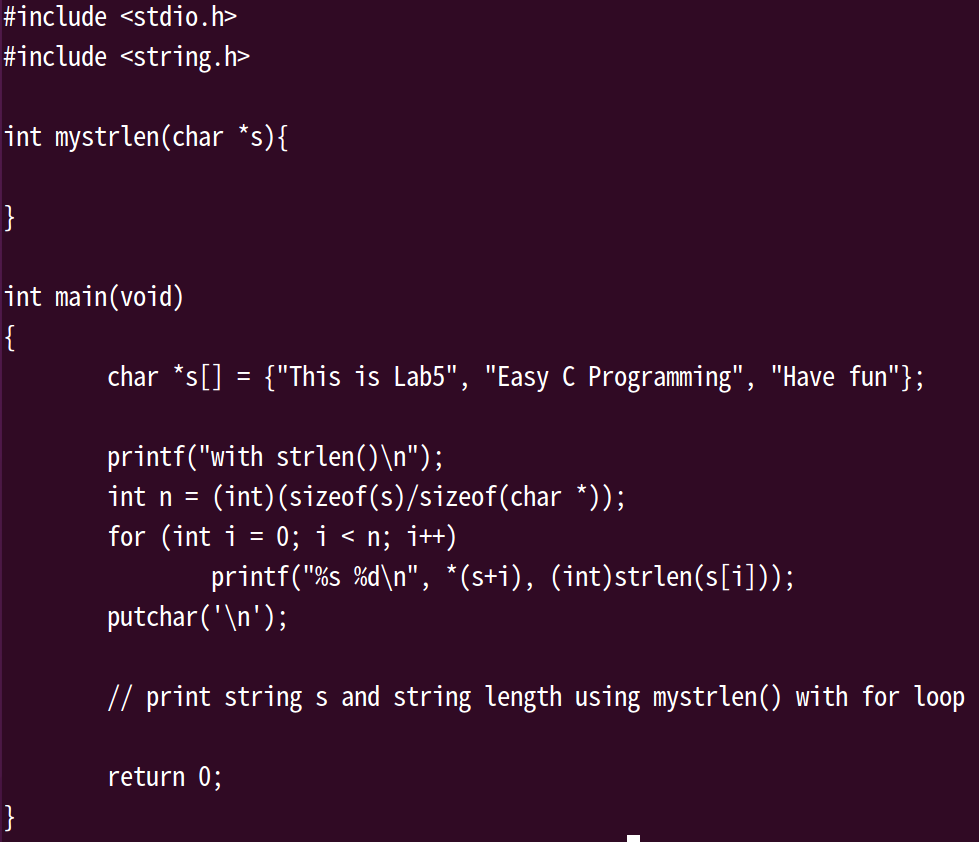 #include <stdio.h>
#include <string.h>

int mystrlen(char *s){

}

int main(void)
{
        char *s[] = {"This is Lab5", "Easy C Programming", "Have fun"};

        printf("with strlen()\n");
        int n = (int)(sizeof(s)/sizeof(char *));
        for (int i = 0; i < n; i++)
                printf("%s %d\n", *(s+i), (int)strlen(s[i]));
        putchar('\n');

        // print string s and string length using mystrlen() with for loop

        return 0;
}